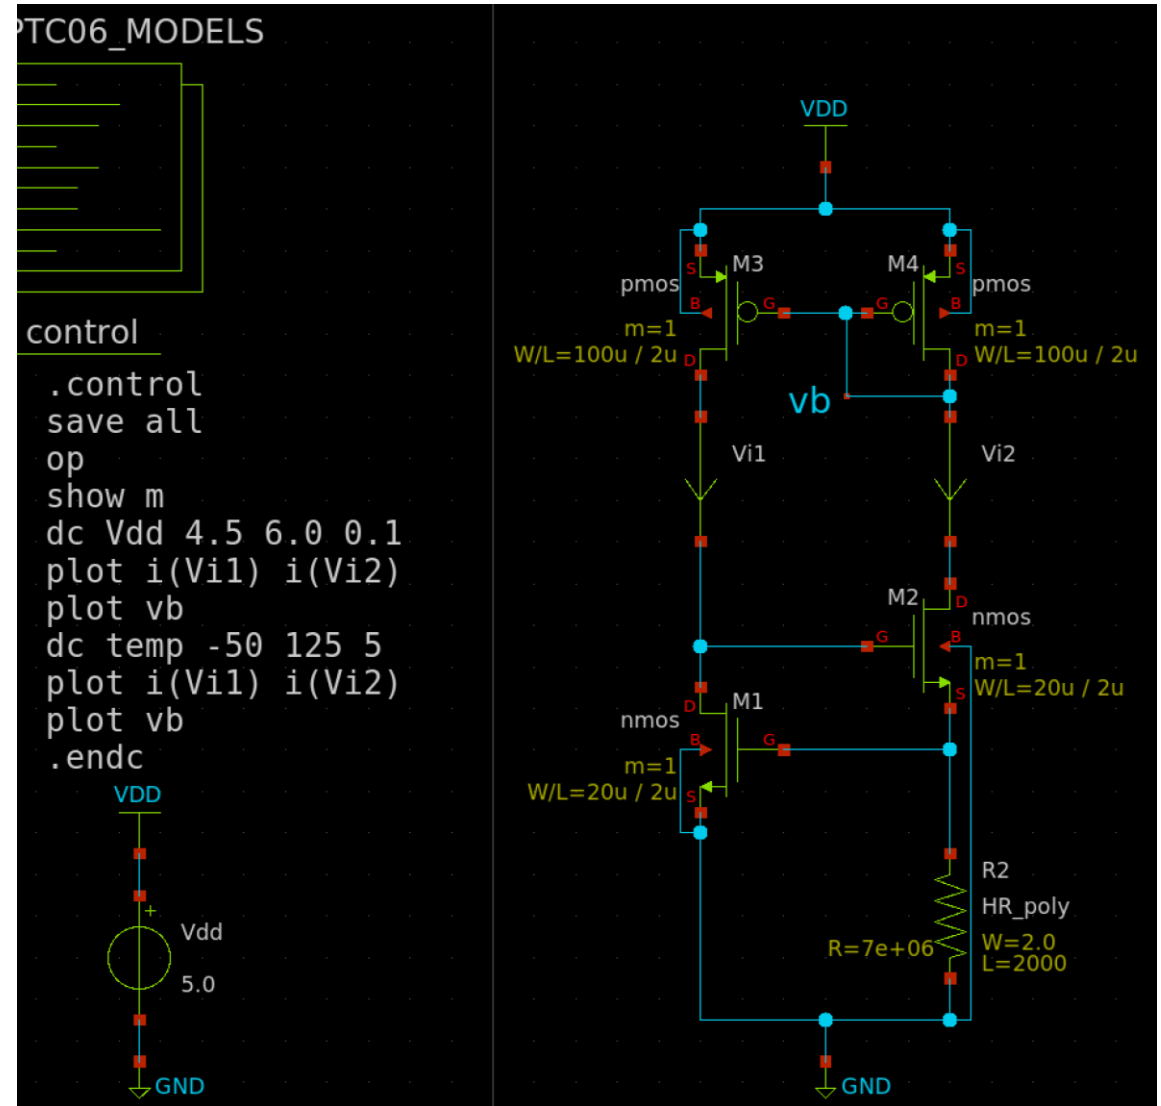 PTC06_MODELS
control
.control
save all
op
show m
dc Vdd 4.5 6.0 0.1
plot i(Vi1) i(Vi2)
plot vb
dc temp -50 125 5
plot i(Vi1) i(Vi2)
plot vb
.endc
VDD
+
Vdd
5.0
GND
VDD
S
M3
pmos
B
G
m=1
W/L=100u / 2u
D
M4
S
pmos
G
B
m=1
W/L=100u / 2u
D
vb
Vi1
Vi2
M2
D
nmos
G
B
m=1
W/L=20u / 2u
S
D
M1
nmos
B
G
m=1
W/L=20u / 2u
S
R2
HR_poly
R=7e+06
W=2.0
L=2000
GND